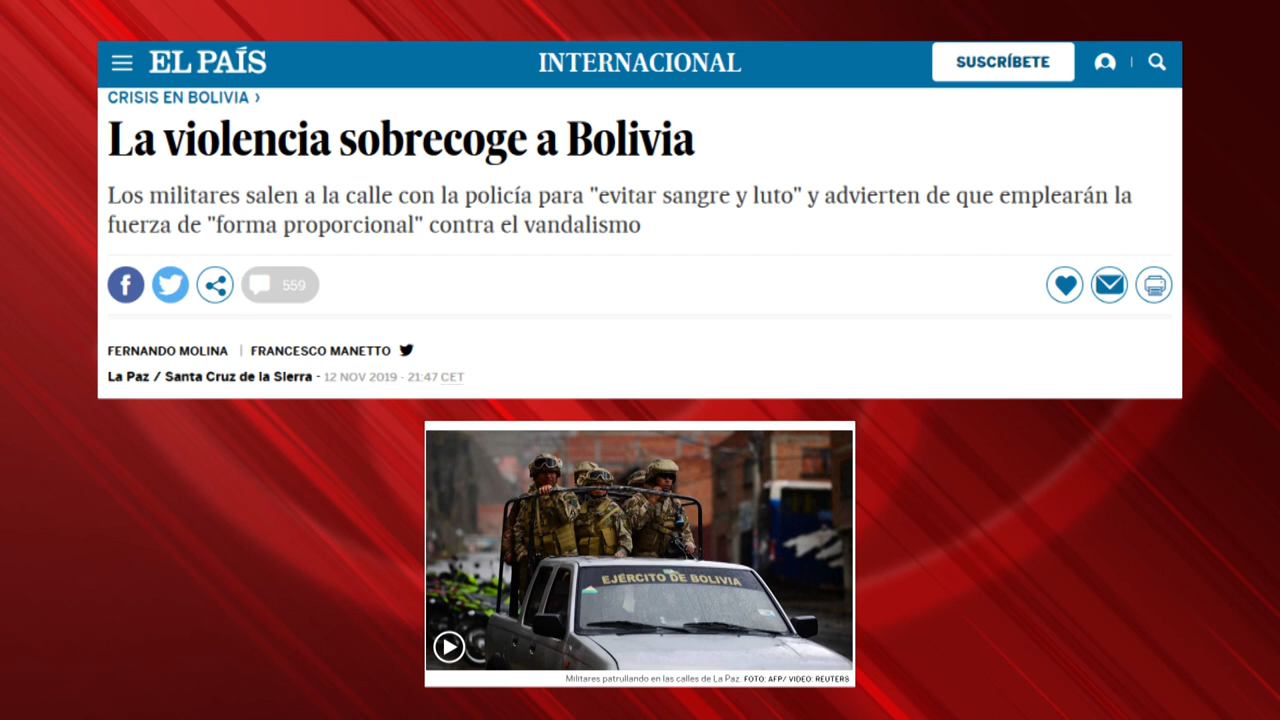 EL PAÍS
INTERNACIONAL
SUSCRÍBETE
CRISIS EN BOLIVIA ›
La violencia sobrecoge a Bolivia
Los militares salen a la calle con la policía para "evitar sangre y luto" y advierten de que emplearán la
fuerza de "forma proporcional" contra el vandalismo
559
FERNANDO MOLINA | FRANCESCO MANETTO
La Paz / Santa Cruz de la Sierra - 12 NOV 2019 - 21:47 CET
EJÉRCITO DE BOLIVIA
Militares patrullando en las calles de La Paz. FOTO: AFP/ VIDEO: REUTERS